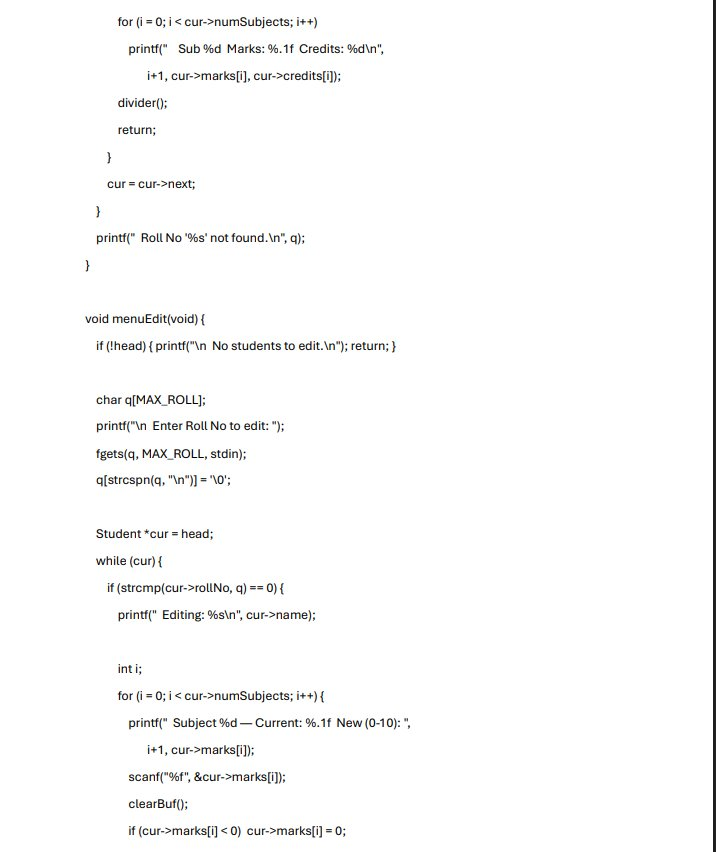 for (i = 0; i < cur->numSubjects; i++)
printf("   Sub %d  Marks: %.1f  Credits: %d\n",
i+1, cur->marks[i], cur->credits[i]);
divider();
return;
}
cur = cur->next;
}
printf("  Roll No '%s' not found.\n", q);
}
void menuEdit(void) {
if (!head) { printf("\n  No students to edit.\n"); return; }
char q[MAX_ROLL];
printf("\n  Enter Roll No to edit: ");
fgets(q, MAX_ROLL, stdin);
q[strcspn(q, "\n")] = '\0';
Student *cur = head;
while (cur) {
if (strcmp(cur->rollNo, q) == 0) {
printf("  Editing: %s\n", cur->name);
int i;
for (i = 0; i < cur->numSubjects; i++) {
printf("  Subject %d — Current: %.1f  New (0-10): ",
i+1, cur->marks[i]);
scanf("%f", &cur->marks[i]);
clearBuf();
if (cur->marks[i] < 0)  cur->marks[i] = 0;